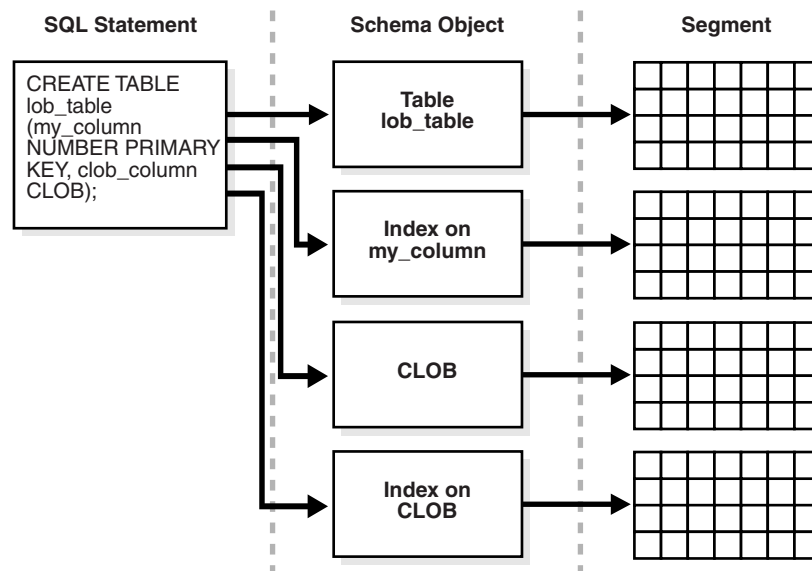 SQL Statement
Schema Object
Segment
CREATE TABLE
lob_table
(my_column
NUMBER PRIMARY
KEY, clob_column
CLOB);
Table
lob_table
Index on
my_column
CLOB
Index on
CLOB